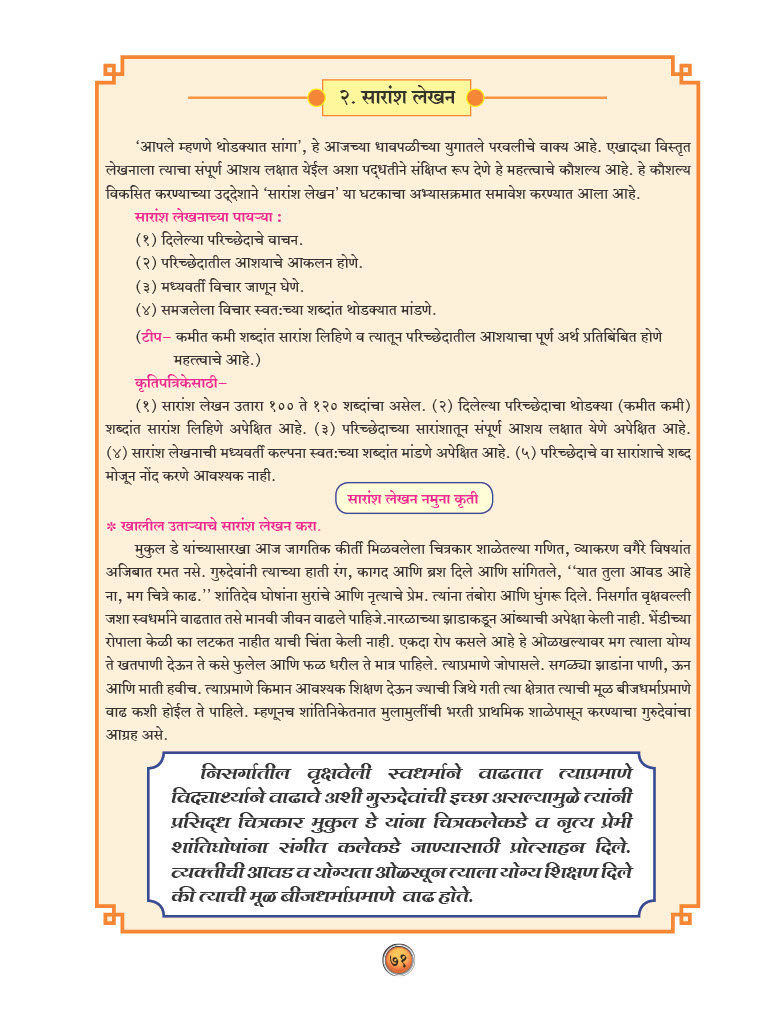 २. सारांश लेखन
‘आपले म्हणणे थोडक्यात सांगा’, हे आजच्या धावपळीच्या युगातले परवलीचे वाक्य आहे. एखाद्या विस्तृत
लेखनाला त्याचा संपूर्ण आशय लक्षात येईल अशा पद्धतीने संक्षिप्त रूप देणे हे महत्त्वाचे कौशल्य आहे. हे कौशल्य
विकसित करण्याच्या उद्देशाने ‘सारांश लेखन’ या घटकाचा अभ्यासक्रमात समावेश करण्यात आला आहे.
सारांश लेखनाच्या पायऱ्या :
(१) दिलेल्या परिच्छेदाचे वाचन.
(२) परिच्छेदातील आशयाचे आकलन होणे.
(३) मध्यवर्ती विचार जाणून घेणे.
(४) समजलेला विचार स्वत:च्या शब्दांत थोडक्यात मांडणे.
(टीप– कमीत कमी शब्दांत सारांश लिहिणे व त्यातून परिच्छेदातील आशयाचा पूर्ण अर्थ प्रतिबिंबित होणे
महत्त्वाचे आहे.)
कृतिपत्रिकेसाठी–
(१) सारांश लेखन उतारा १०० ते १२० शब्दांचा असेल. (२) दिलेल्या परिच्छेदाचा थोडक्या (कमीत कमी)
शब्दांत सारांश लिहिणे अपेक्षित आहे. (३) परिच्छेदाच्या सारांशातून संपूर्ण आशय लक्षात येणे अपेक्षित आहे.
(४) सारांश लेखनाची मध्यवर्ती कल्पना स्वत:च्या शब्दांत मांडणे अपेक्षित आहे. (५) परिच्छेदाचे वा सारांशाचे शब्द
मोजून नोंद करणे आवश्यक नाही.
सारांश लेखन नमुना कृती
* खालील उताऱ्याचे सारांश लेखन करा.
मुकुल डे यांच्यासारखा आज जागतिक कीर्ती मिळवलेला चित्रकार शाळेतल्या गणित, व्याकरण वगैरे विषयांत
अजिबात रमत नसे. गुरुदेवांनी त्याच्या हाती रंग, कागद आणि ब्रश दिले आणि सांगितले, ‘‘यात तुला आवड आहे
ना, मग चित्रे काढ.’’ शांतिदेव घोषांना सुरांचे आणि नृत्याचे प्रेम. त्यांना तंबोरा आणि घुंगरू दिले. निसर्गात वृक्षवल्ली
जशा स्वधर्माने वाढतात तसे मानवी जीवन वाढले पाहिजे.नारळाच्या झाडाकडून आंब्याची अपेक्षा केली नाही. भेंडीच्या
रोपाला केळी का लटकत नाहीत याची चिंता केली नाही. एकदा रोप कसले आहे हे ओळखल्यावर मग त्याला योग्य
ते खतपाणी देऊन ते कसे फुलेल आणि फळ धरील ते मात्र पाहिले. त्याप्रमाणे जोपासले. सगळ्या झाडांना पाणी, ऊन
आणि माती हवीच. त्याप्रमाणे किमान आवश्यक शिक्षण देऊन ज्याची जिथे गती त्या क्षेत्रात त्याची मूळ बीजधर्माप्रमाणे
वाढ कशी होईल ते पाहिले. म्हणूनच शांतिनिकेतनात मुलामुलींची भरती प्राथमिक शाळेपासून करण्याचा गुरुदेवांचा
आग्रह असे.
निसर्गातील वृक्षवेली स्वधर्माने वाढतात त्याप्रमाणे
विद्यार्थ्याने वाढावे अशी गुरुदेवांची इच्छा असल्यामुळे त्यांनी
प्रसिद्ध चित्रकार मुकुल डे यांना चित्रकलेकडे व नृत्य प्रेमी
शांतिघोषांना संगीत कलेकडे जाण्यासाठी प्रोत्साहन दिले.
व्यक्तीची आवड व योग्यता ओळखून त्याला योग्य शिक्षण दिले
की त्याची मूळ बीजधर्माप्रमाणे वाढ होते.
७१